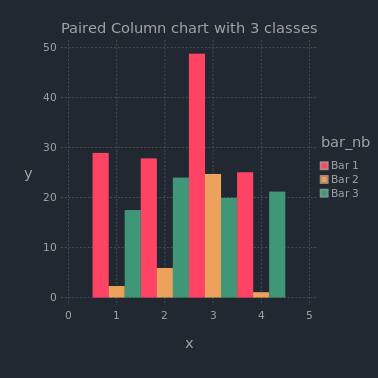 Paired Column chart with 3 classes
50
40
30
20
10
0
y
0 1 2 3 4 5
x
bar_nb
Bar 1
Bar 2
Bar 3